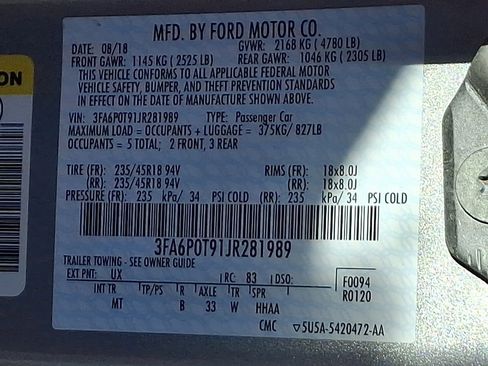 MFD. BY FORD MOTOR CO.
DATE: 08/18 GVWR: 2168 KG ( 4780 LB)
FRONT GAWR: 1145 KG ( 2525 LB) REAR GAWR: 1046 KG ( 2305 LB)
THIS VEHICLE CONFORMS TO ALL APPLICABLE FEDERAL MOTOR
VEHICLE SAFETY, BUMPER, AND THEFT PREVENTION STANDARDS
IN EFFECT ON THE DATE OF MANUFACTURE SHOWN ABOVE.
VIN: 3FA6P0T91JR281989 TYPE: Passenger Car
MAXIMUM LOAD = OCCUPANTS + LUGGAGE = 375KG/ 827LB
OCCUPANTS = 5 TOTAL; 2 FRONT, 3 REAR
TIRE (FR): 235/45R18 94V RIMS (FR): 18x8.0J
(RR): 235/45R18 94V (RR): 18x8.0J
PRESSURE (FR): 235 kPa/ 34 PSI COLD (RR): 235 kPa/ 34 PSI COLD
3FA6P0T91JR281989
TRAILER TOWING - SEE OWNER GUIDE
EXT PNT: UX RC: 83 DSO: F0094
INT TR TP/PS R AXLE TR SPR R0120
MT B 33 W HHAA
CMC 5U5A-5420472-AA
ON